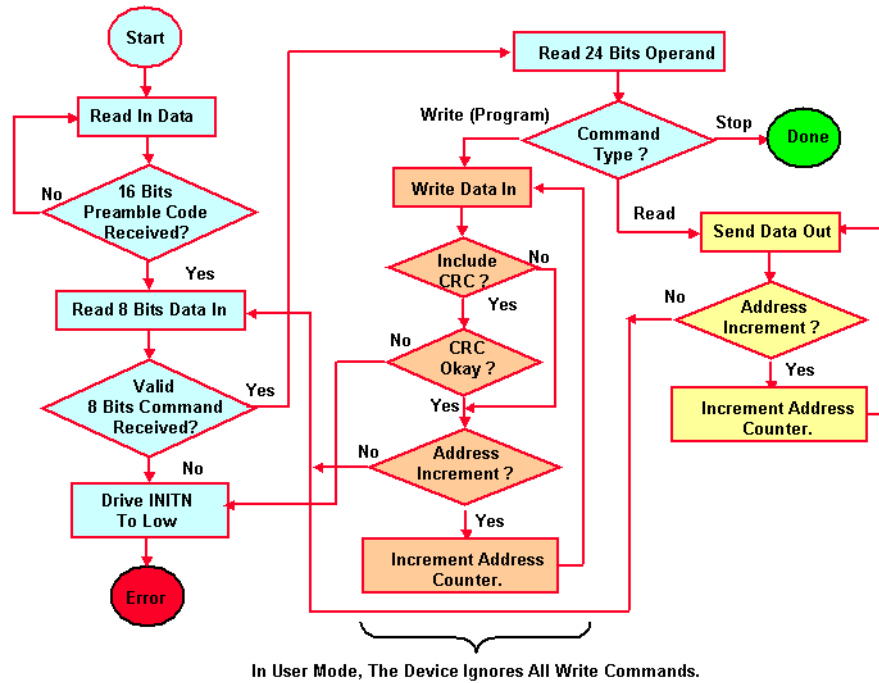 Start
Read In Data
No
16 Bits
Preamble Code
Received?
Yes
Read 8 Bits Data In
Valid
8 Bits Command
Received?
Yes
No
Drive INITN
To Low
Error
Read 24 Bits Operand
Write (Program)
Command
Type ?
Stop
Done
Write Data In
Include
CRC ?
No
Yes
No
CRC
Okay ?
Yes
No
Address
Increment ?
Yes
Increment Address
Counter.
Read
Send Data Out
No
Address
Increment ?
Yes
Increment Address
Counter.
In User Mode, The Device Ignores All Write Commands.